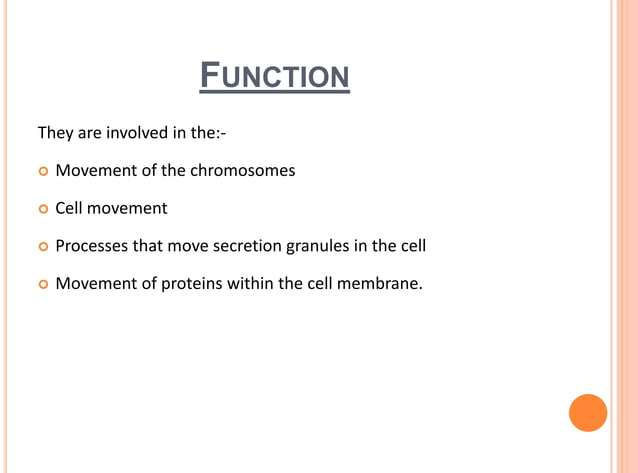 FUNCTION
They are involved in the:-
Movement of the chromosomes
Cell movement
Processes that move secretion granules in the cell
Movement of proteins within the cell membrane.